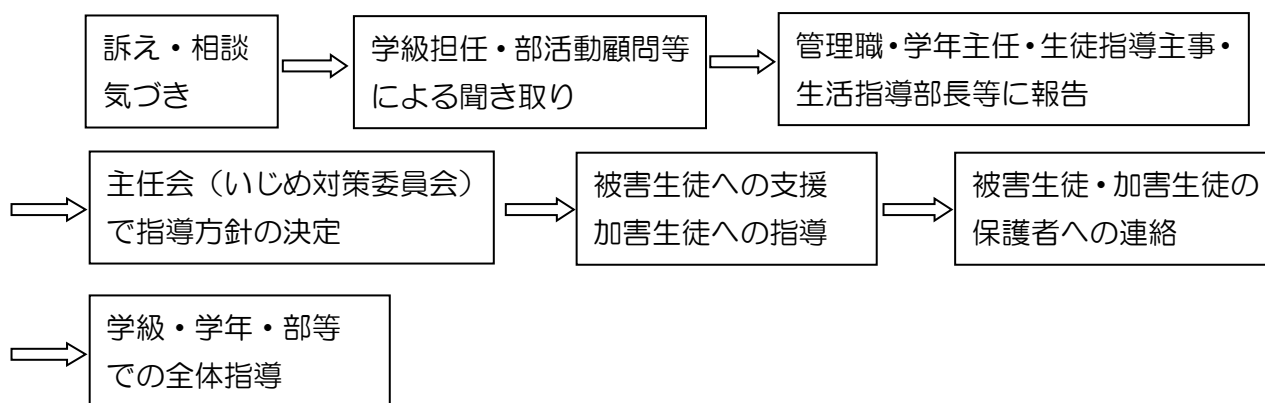 訴え・相談
気づき
学級担任・部活動顧問等
による聞き取り
管理職・学年主任・生徒指導主事・
生活指導部長等に報告
主任会（いじめ対策委員会）
で指導方針の決定
被害生徒への支援
加害生徒への指導
被害生徒・加害生徒の
保護者への連絡
学級・学年・部等
での全体指導